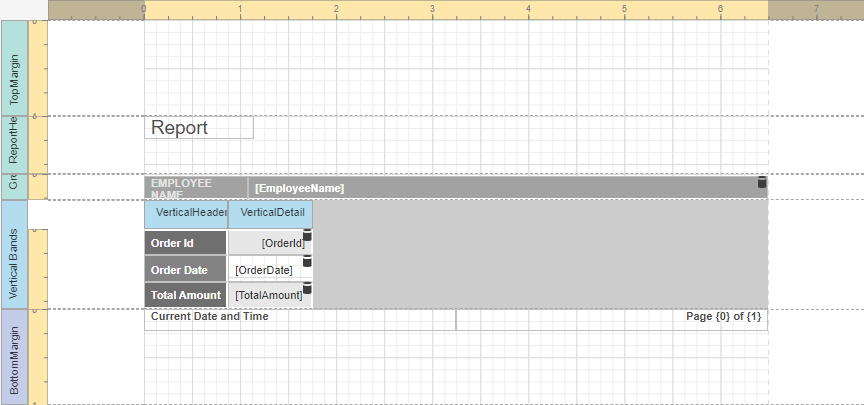 0 1 2 3 4 5 6 7
TopMargin
ReportHe
Report
Gro
EMPLOYEE NAME
[EmployeeName]
Vertical Bands
VerticalHeader VerticalDetail
Order Id [OrderId]
Order Date [OrderDate]
Total Amount [TotalAmount]
BottomMargin
Current Date and Time Page {0} of {1}